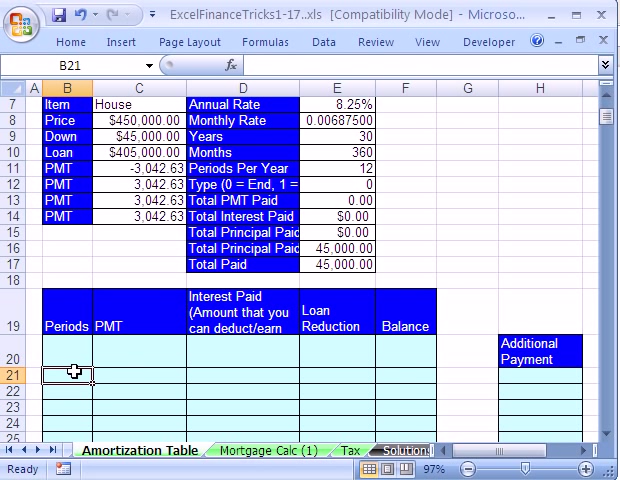 ExcelFinanceTricks1-17..xls [Compatibility Mode] - Microso...
Home Insert Page Layout Formulas Data Review View Developer
B21 fx
A B C D E F G H
7 Item House Annual Rate 8.25%
8 Price $450,000.00 Monthly Rate 0.00687500
9 Down $45,000.00 Years 30
10 Loan $405,000.00 Months 360
11 PMT -3,042.63 Periods Per Year 12
12 PMT 3,042.63 Type (0 = End, 1 = 0
13 PMT 3,042.63 Total PMT Paid 0.00
14 PMT 3,042.63 Total Interest Paid $0.00
15 Total Principal Paid $0.00
16 Total Principal Paid 45,000.00
17 Total Paid 45,000.00
18
Interest Paid
(Amount that you Loan
19 Periods PMT can deduct/earn Reduction Balance
Additional
20 Payment
21
22
23
24
25
Amortization Table Mortgage Calc (1) Tax Solution
Ready 97%